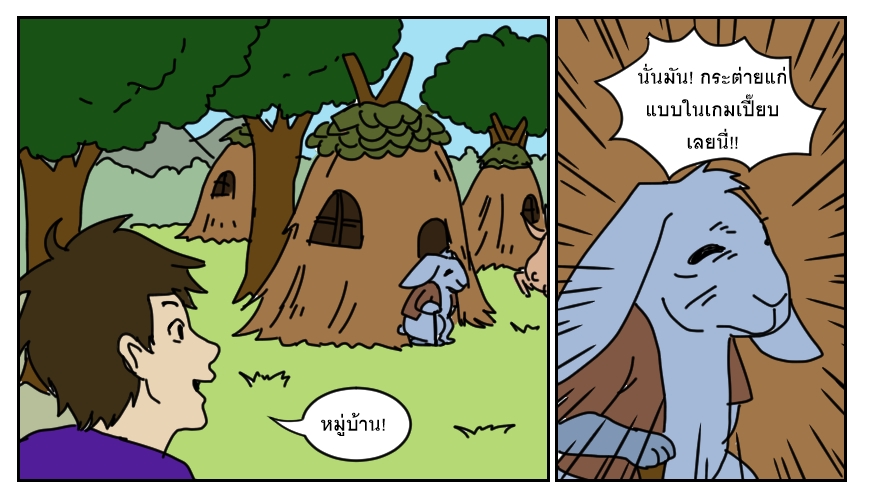 หมู่บ้าน!
นั่นมัน! กระต่ายแก่
แบบในเกมเปี๊ยบ
เลยนี่!!